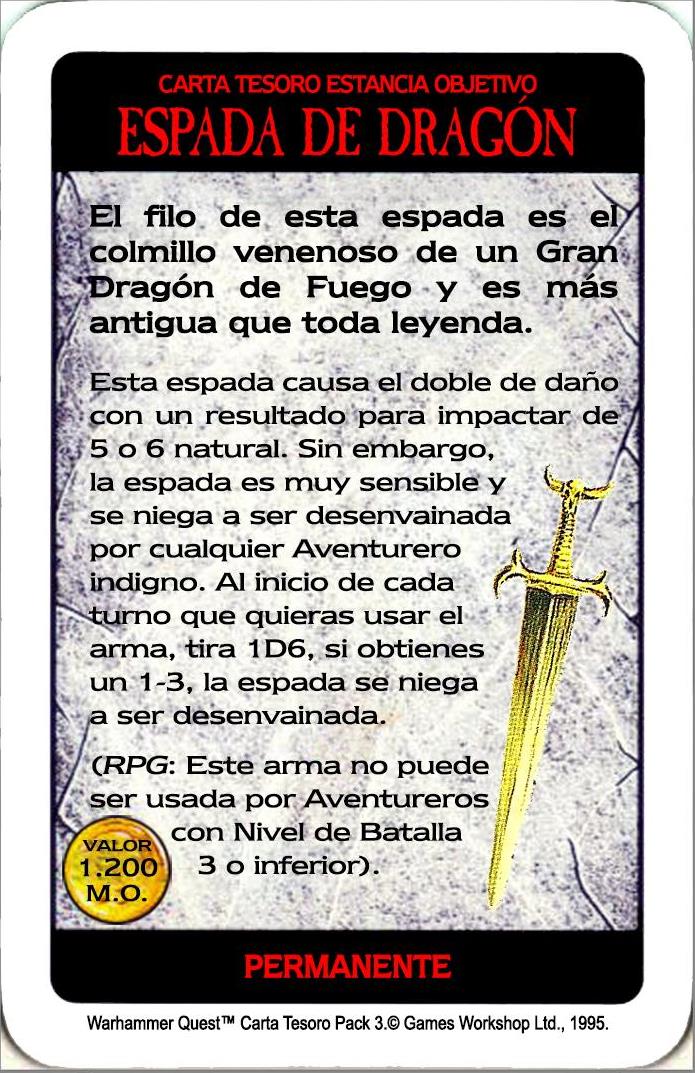 CARTA TESORO ESTANCIA OBJETIVO
ESPADA DE DRAGÓN
El filo de esta espada es el
colmillo venenoso de un Gran
Dragón de Fuego y es más
antigua que toda leyenda.
Esta espada causa el doble de daño
con un resultado para impactar de
5 o 6 natural. Sin embargo,
la espada es muy sensible y
se niega a ser desenvainada
por cualquier Aventurero
indigno. Al inicio de cada
turno que quieras usar el
arma, tira 1D6, si obtienes
un 1-3, la espada se niega
a ser desenvainada.
(RPG: Este arma no puede
ser usada por Aventureros
con Nivel de Batalla
3 o inferior).
VALOR
1.200
M.O.
PERMANENTE
Warhammer Quest™ Carta Tesoro Pack 3.© Games Workshop Ltd., 1995.